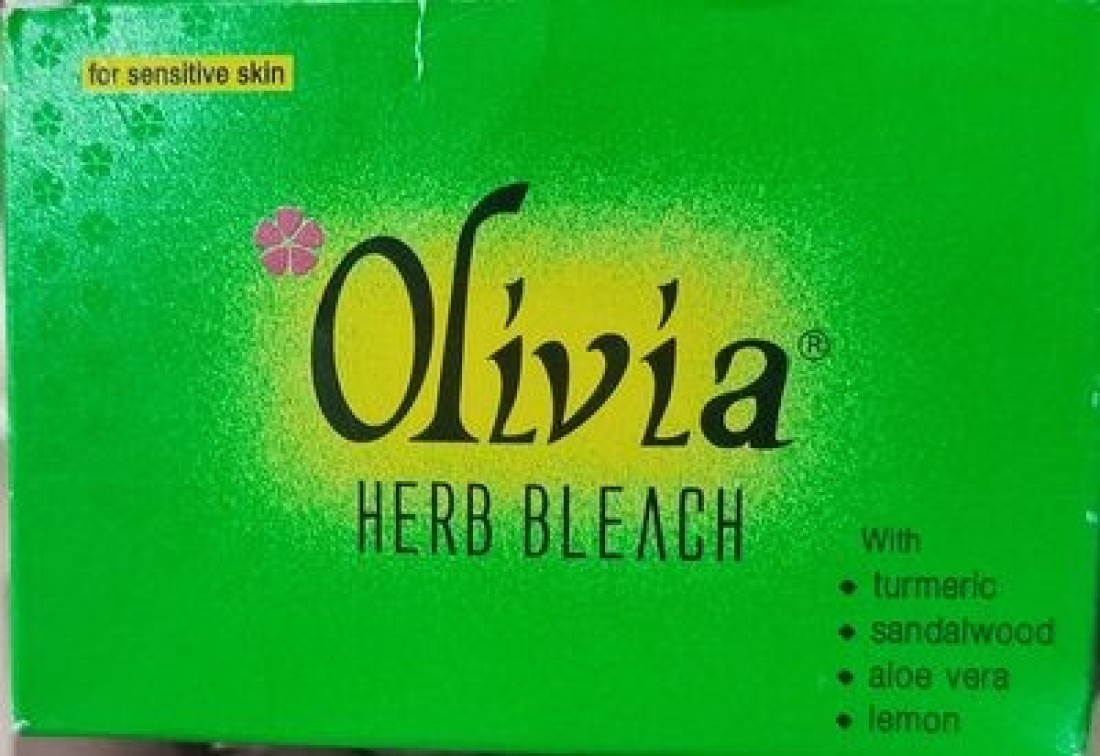 for sensitive skin
Olivia®
HERB BLEACH
With
• turmeric
• sandalwood
• aloe vera
• lemon